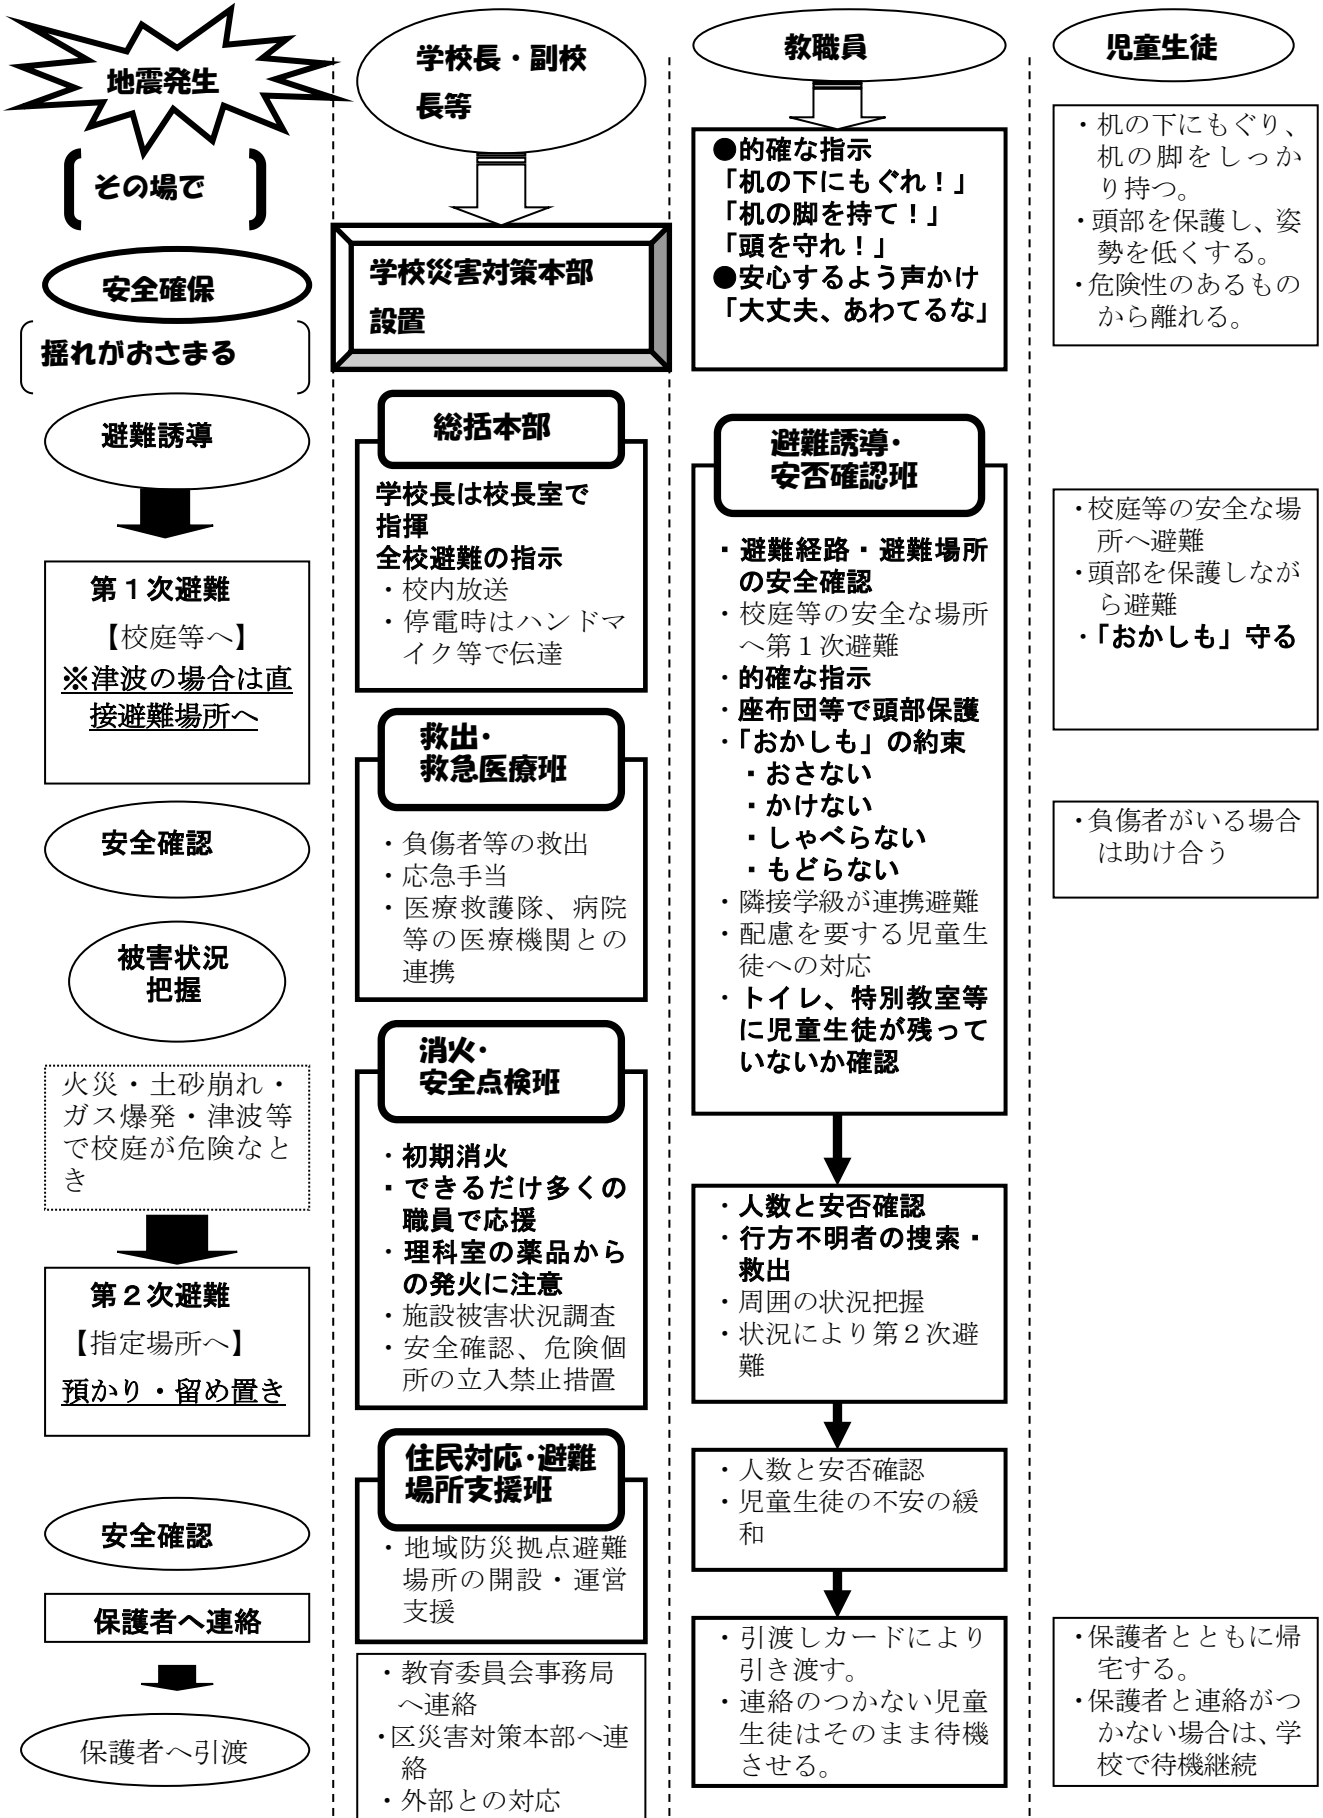 地震発生
その場で
安全確保
揺れがおさまる
避難誘導
第１次避難
【校庭等へ】
※津波の場合は直
接避難場所へ
安全確認
被害状況
把握
火災・土砂崩れ・
ガス爆発・津波等
で校庭が危険なと
き
第２次避難
【指定場所へ】
預かり・留め置き
安全確認
保護者へ連絡
保護者へ引渡
学校長・副校
長等
学校災害対策本部
設置
総括本部
学校長は校長室で
指揮
全校避難の指示
・校内放送
・停電時はハンドマ
イク等で伝達
救出・
救急医療班
・負傷者等の救出
・応急手当
・医療救護隊、病院
等の医療機関との
連携
消火・
安全点検班
・初期消火
・できるだけ多くの
職員で応援
・理科室の薬品から
の発火に注意
・施設被害状況調査
・安全確認、危険個
所の立入禁止措置
住民対応・避難
場所支援班
・地域防災拠点避難
場所の開設・運営
支援
・教育委員会事務局
へ連絡
・区災害対策本部へ連
絡
・外部との対応
教職員
●的確な指示
「机の下にもぐれ！」
「机の脚を持て！」
「頭を守れ！」
●安心するよう声かけ
「大丈夫、あわてるな」
避難誘導・
安否確認班
・避難経路・避難場所
の安全確認
・校庭等の安全な場所
へ第１次避難
・的確な指示
・座布団等で頭部保護
・「おかしも」の約束
・おさない
・かけない
・しゃべらない
・もどらない
・隣接学級が連携避難
・配慮を要する児童生
徒への対応
・トイレ、特別教室等
に児童生徒が残って
いないか確認
・人数と安否確認
・行方不明者の捜索・
救出
・周囲の状況把握
・状況により第２次避
難
・人数と安否確認
・児童生徒の不安の緩
和
・引渡しカードにより
引き渡す。
・連絡のつかない児童
生徒はそのまま待機
させる。
児童生徒
・机の下にもぐり、
机の脚をしっか
り持つ。
・頭部を保護し、姿
勢を低くする。
・危険性のあるもの
から離れる。
・校庭等の安全な場
所へ避難
・頭部を保護しなが
ら避難
・「おかしも」守る
・負傷者がいる場合
は助け合う
・保護者とともに帰
宅する。
・保護者と連絡がつ
かない場合は、学
校で待機継続